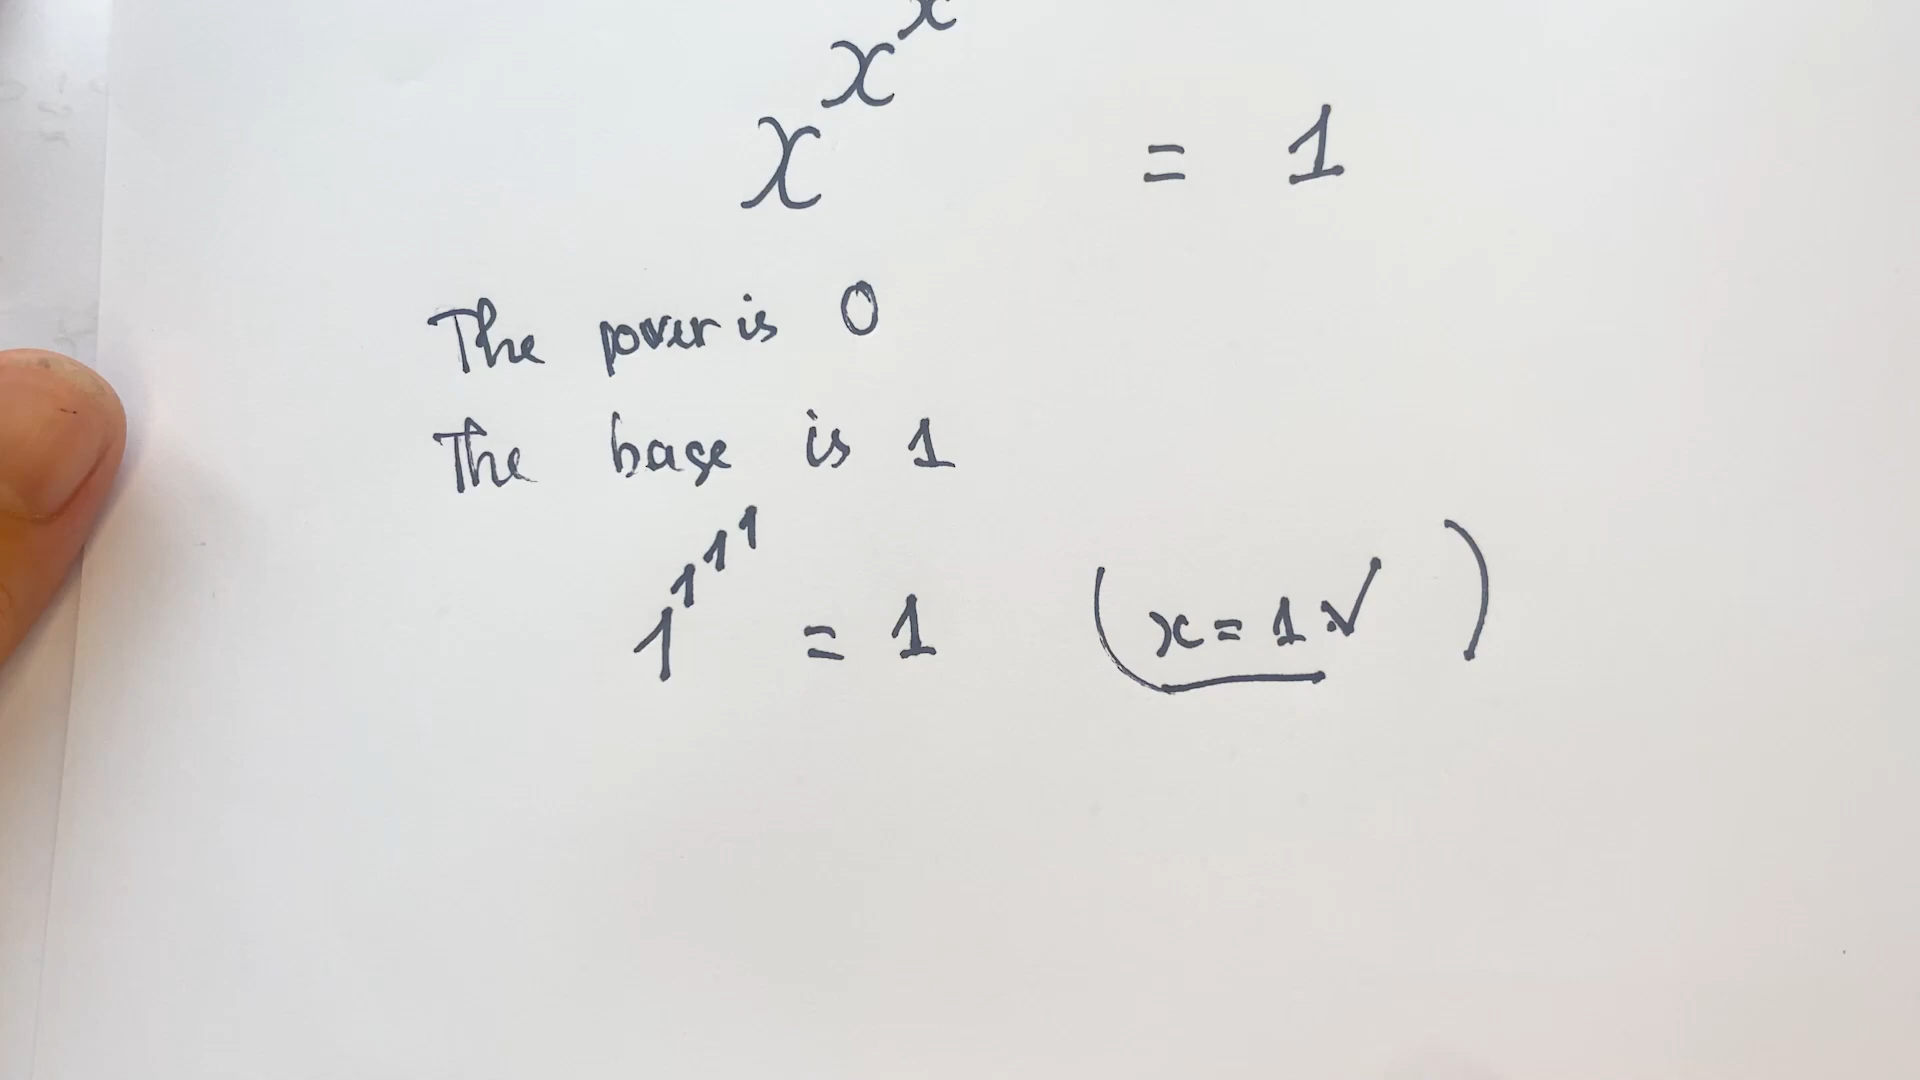 x^x^x = 1
The power is 0
The base is 1
1^1^1^1 = 1 (x = 1 ✓)